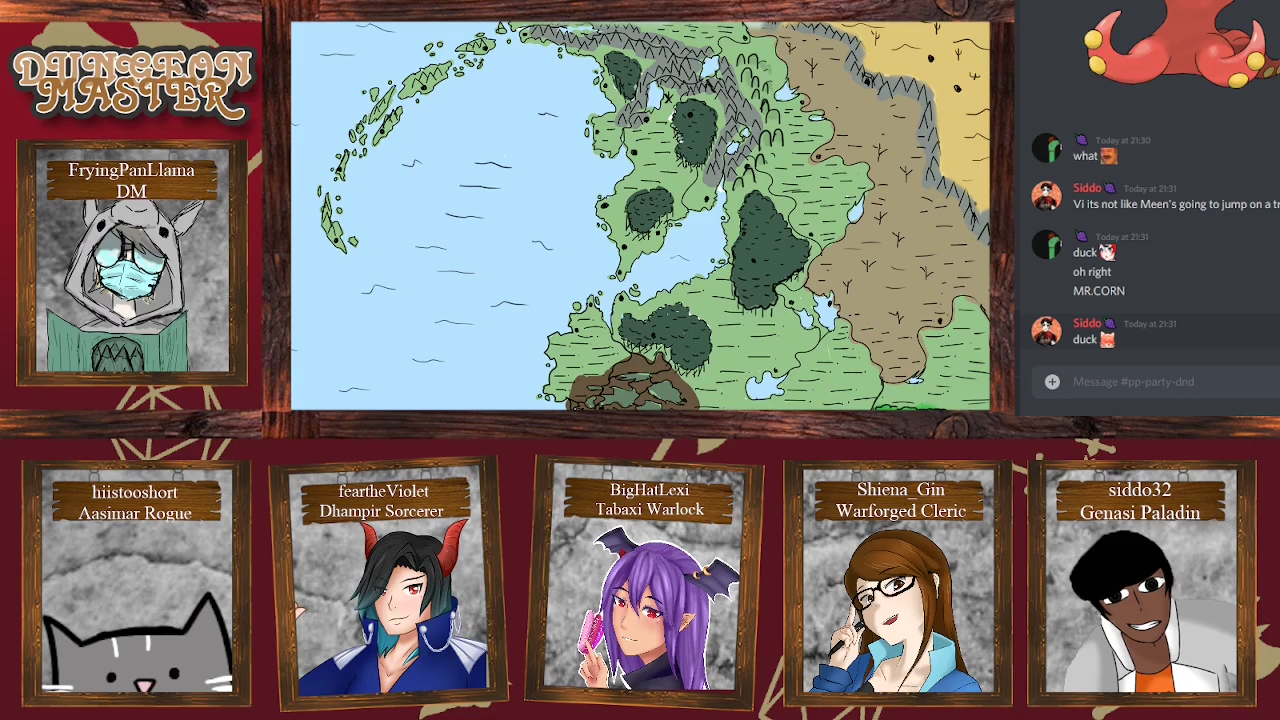 DUNGEON
MASTER
FryingPanLlama
DM
Today at 21:30
what
Siddo Today at 21:31
Vi its not like Meen's going to jump on a
Today at 21:31
duck
oh right
MR.CORN
Siddo Today at 21:31
duck
Message #pp-party-dnd
hiistooshort
Aasimar Rogue
feartheViolet
Dhampir Sorcerer
BigHatLexi
Tabaxi Warlock
Shiena_Gin
Warforged Cleric
siddo32
Genasi Paladin